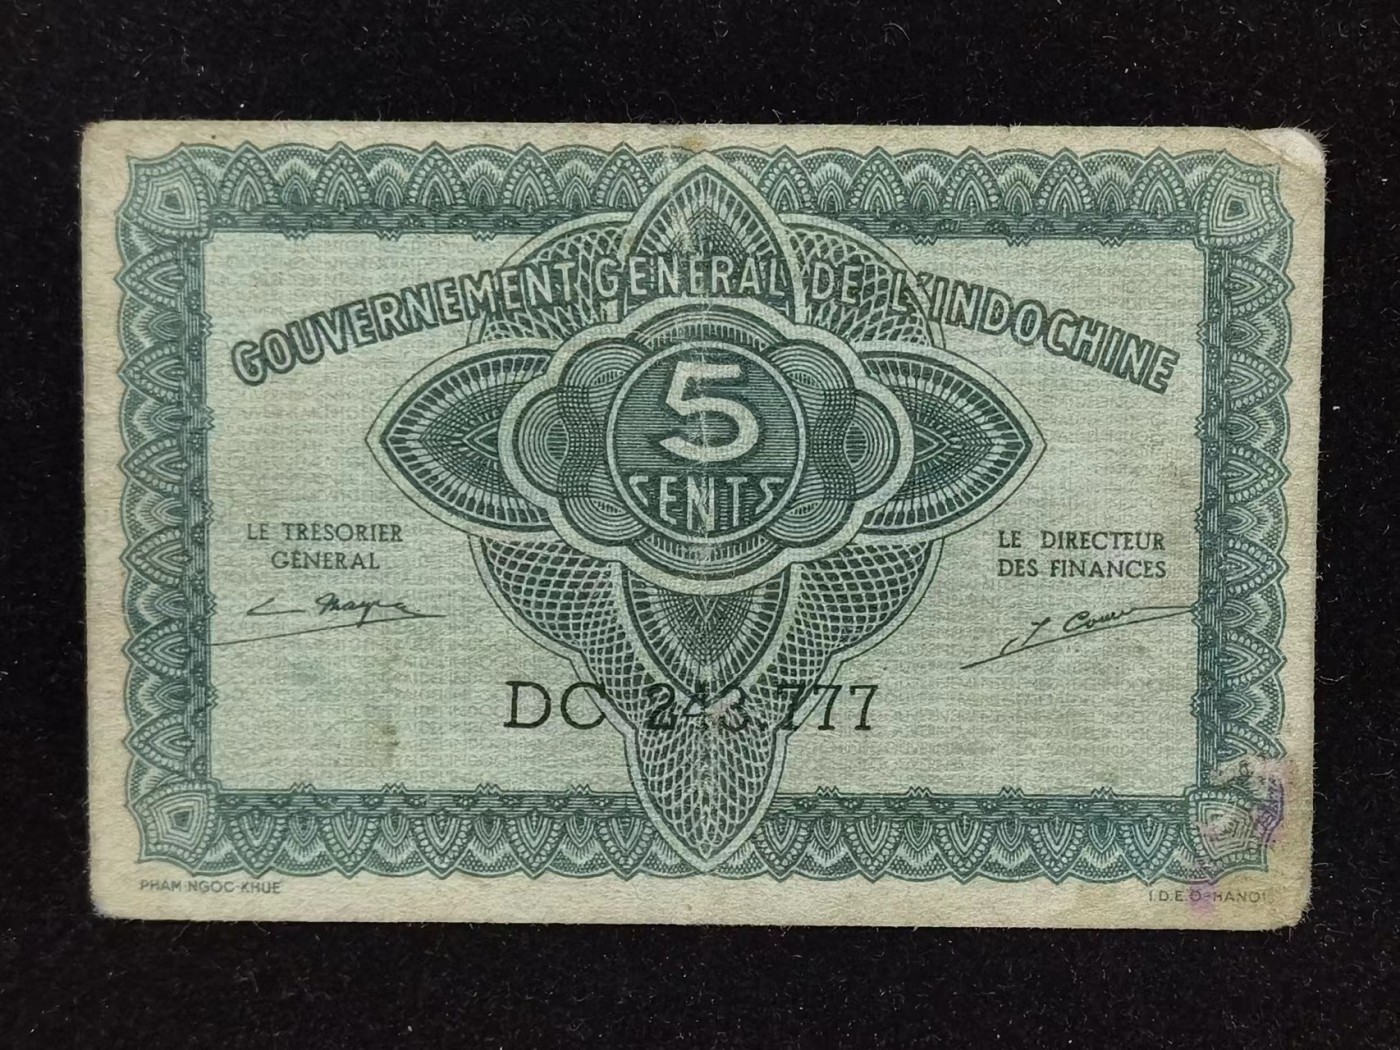 GOUVERNEMENT GENERAL DE L'INDOCHINE
5
CENTS
LE TRESORIER
GENERAL
LE DIRECTEUR
DES FINANCES
DC 243.777
PHAM-NGOC-KHUE
I.D.E.O-HANOI